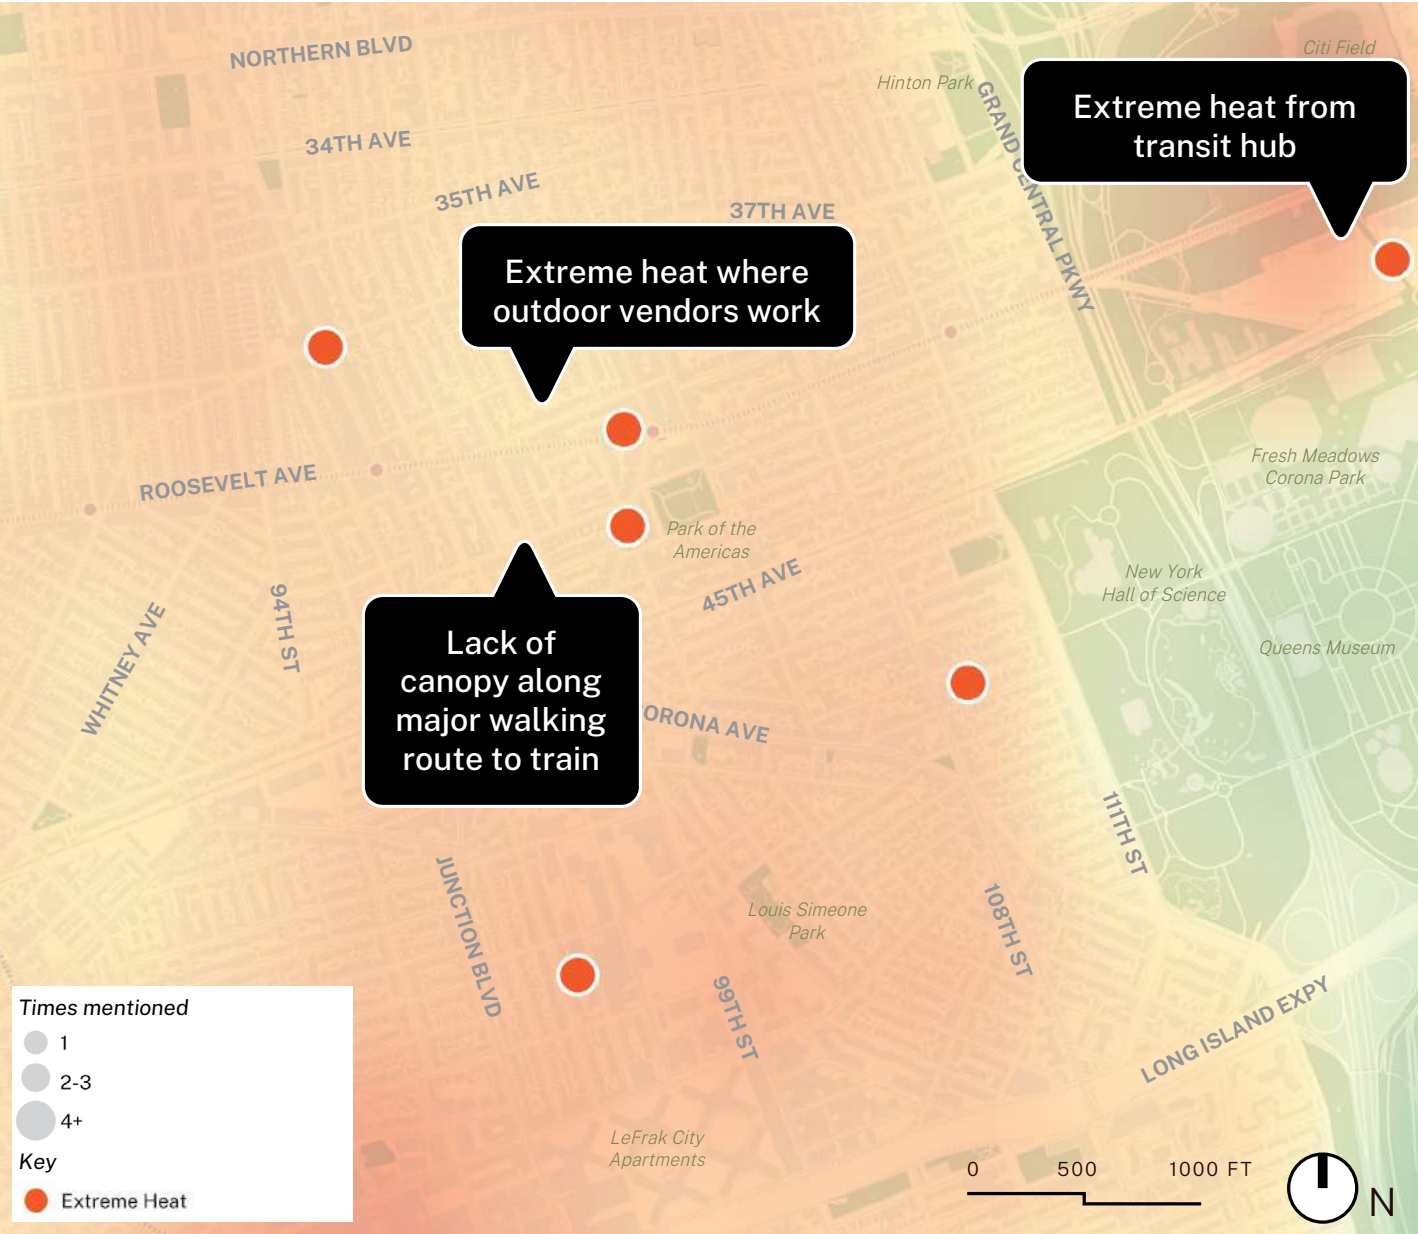 NORTHERN BLVD
Citi Field
Hinton Park
GRAND CENTRAL PKWY
Extreme heat from
transit hub
34TH AVE
35TH AVE
37TH AVE
Extreme heat where
outdoor vendors work
ROOSEVELT AVE
Fresh Meadows
Corona Park
Park of the
Americas
45TH AVE
New York
Hall of Science
Queens Museum
94TH ST
WHITNEY AVE
Lack of
canopy along
major walking
route to train
ORONA AVE
111TH ST
JUNCTION BLVD
Louis Simeone
Park
108TH ST
99TH ST
LONG ISLAND EXPY
Times mentioned
1
2-3
4+
Key
Extreme Heat
LeFrak City
Apartments
0 500 1000 FT
N